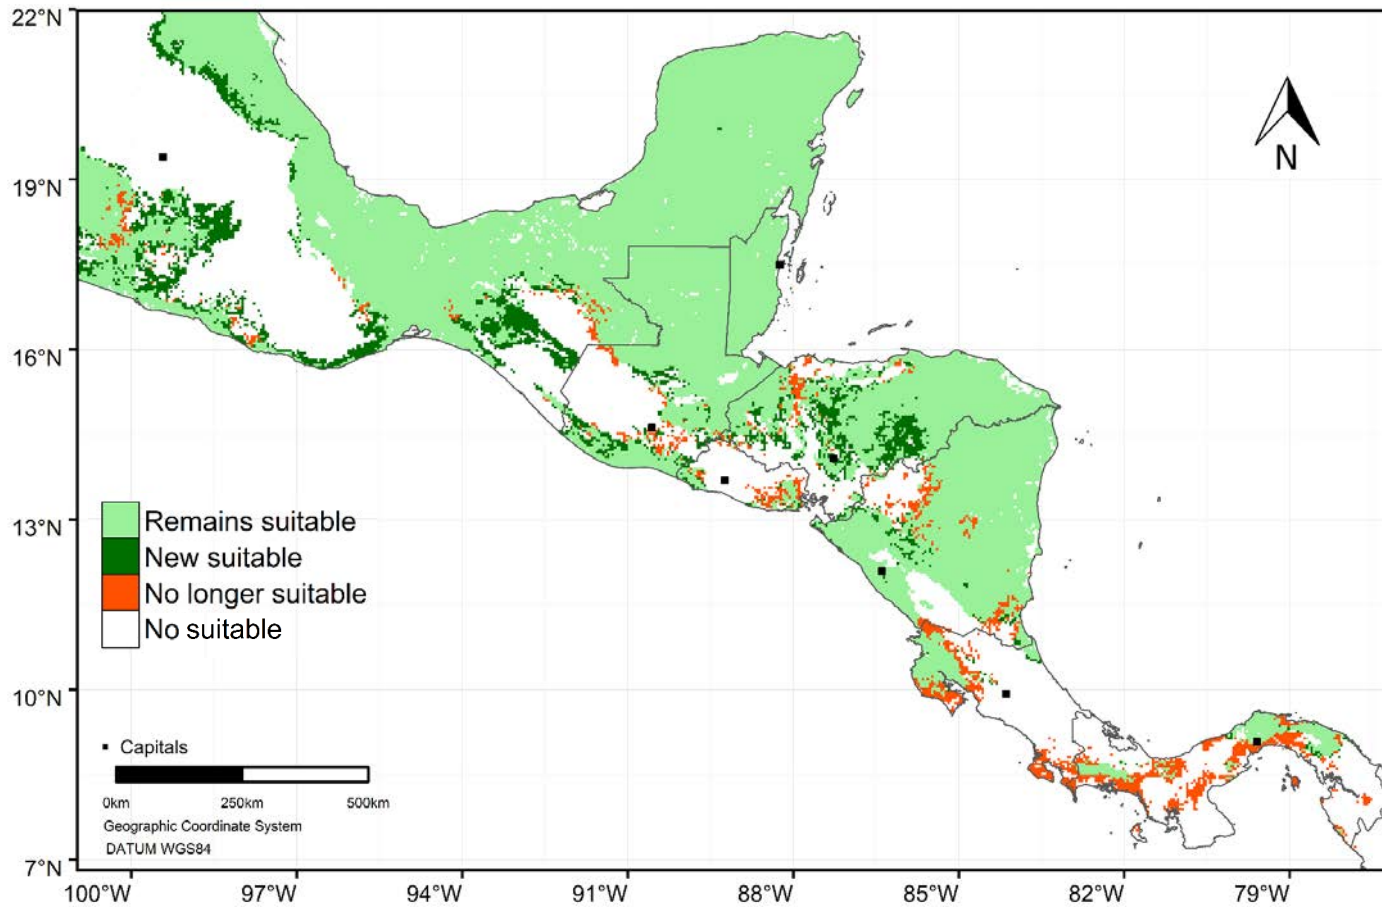 22°N
19°N
16°N
13°N
10°N
7°N
N
Remains suitable
New suitable
No longer suitable
No suitable
Capitals
0km 250km 500km
Geographic Coordinate System
DATUM WGS84
100°W 97°W 94°W 91°W 88°W 85°W 82°W 79°W